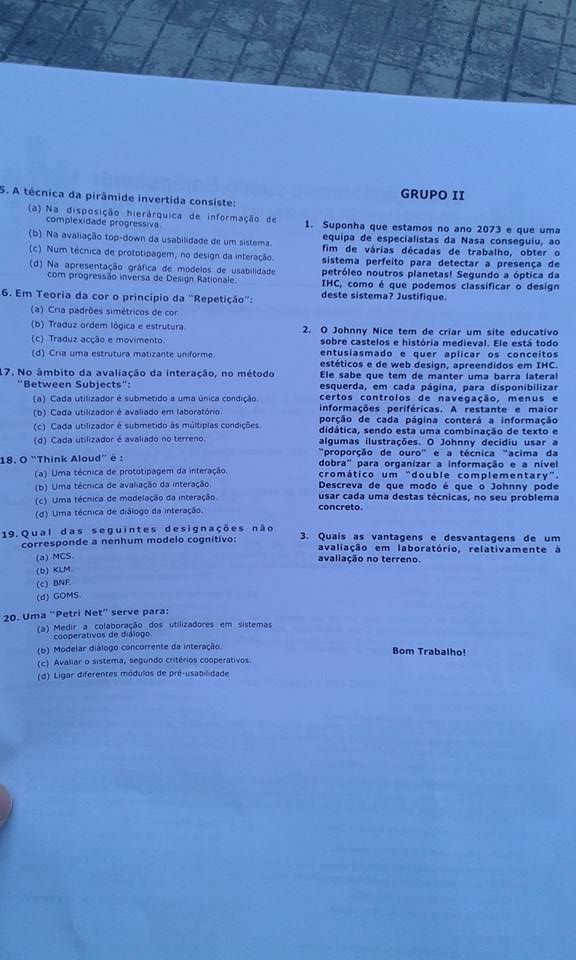 5. A técnica da pirâmide invertida consiste:
(a) Na disposição hierárquica de informação de
complexidade progressiva.
(b) Na avaliação top-down da usabilidade de um sistema.
(c) Num técnica de prototipagem, no design da interação.
(d) Na apresentação gráfica de modelos de usabilidade
com progressão inversa de Design Rationale.
6. Em Teoria da cor o princípio da "Repetição":
(a) Cria padrões simétricos de cor.
(b) Traduz ordem lógica e estrutura.
(c) Traduz acção e movimento.
(d) Cria uma estrutura matizante uniforme.
17. No âmbito da avaliação da interação, no método
"Between Subjects":
(a) Cada utilizador é submetido a uma única condição.
(b) Cada utilizador é avaliado em laboratório.
(c) Cada utilizador é submetido às múltiplas condições.
(d) Cada utilizador é avaliado no terreno.
18. O "Think Aloud" é :
(a) Uma técnica de prototipagem da interação.
(b) Uma técnica de avaliação da interação.
(c) Uma técnica de modelação da interação.
(d) Uma técnica de diálogo da interação.
19. Qual das seguintes designações não
corresponde a nenhum modelo cognitivo:
(a) MCS.
(b) KLM.
(c) BNF.
(d) GOMS.
20. Uma "Petri Net" serve para:
(a) Medir a colaboração dos utilizadores em sistemas
cooperativos de diálogo.
(b) Modelar diálogo concorrente da interação.
(c) Avaliar o sistema, segundo critérios cooperativos.
(d) Ligar diferentes módulos de pré-usabilidade
GRUPO II
1. Suponha que estamos no ano 2073 e que uma
equipa de especialistas da Nasa conseguiu, ao
fim de várias décadas de trabalho, obter o
sistema perfeito para detectar a presença de
petróleo noutros planetas! Segundo a óptica da
IHC, como é que podemos classificar o design
deste sistema? Justifique.
2. O Johnny Nice tem de criar um site educativo
sobre castelos e história medieval. Ele está todo
entusiasmado e quer aplicar os conceitos
estéticos e de web design, apreendidos em IHC.
Ele sabe que tem de manter uma barra lateral
esquerda, em cada página, para disponibilizar
certos controlos de navegação, menus e
informações periféricas. A restante e maior
porção de cada página conterá a informação
didática, sendo esta uma combinação de texto e
algumas ilustrações. O Johnny decidiu usar a
"proporção de ouro" e a técnica "acima da
dobra" para organizar a informação e a nível
cromático um "double complementary".
Descreva de que modo é que o Johnny pode
usar cada uma destas técnicas, no seu problema
concreto.
3. Quais as vantagens e desvantagens de um
avaliação em laboratório, relativamente à
avaliação no terreno.
Bom Trabalho!